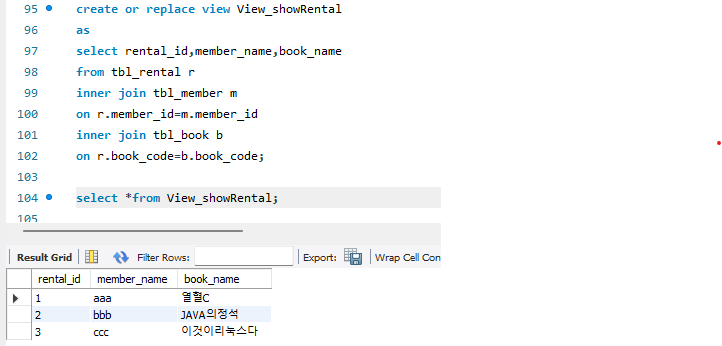 95 create or replace view View_showRental
96 as
97 select rental_id,member_name,book_name
98 from tbl_rental r
99 inner join tbl_member m
100 on r.member_id=m.member_id
101 inner join tbl_book b
102 on r.book_code=b.book_code;
103
104 select *from View_showRental;
105
Result Grid Filter Rows: Export: Wrap Cell Con
rental_id member_name book_name
1 aaa 열혈C
2 bbb JAVA의정석
3 ccc 이것이리눅스다